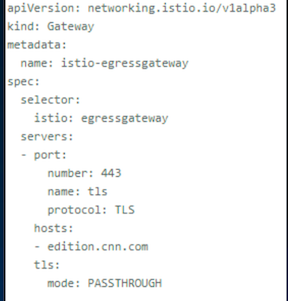 apiVersion: networking.istio.io/v1alpha3
kind: Gateway
metadata:
  name: istio-egressgateway
spec:
  selector:
    istio: egressgateway
  servers:
  - port:
      number: 443
      name: tls
      protocol: TLS
    hosts:
    - edition.cnn.com
    tls:
      mode: PASSTHROUGH